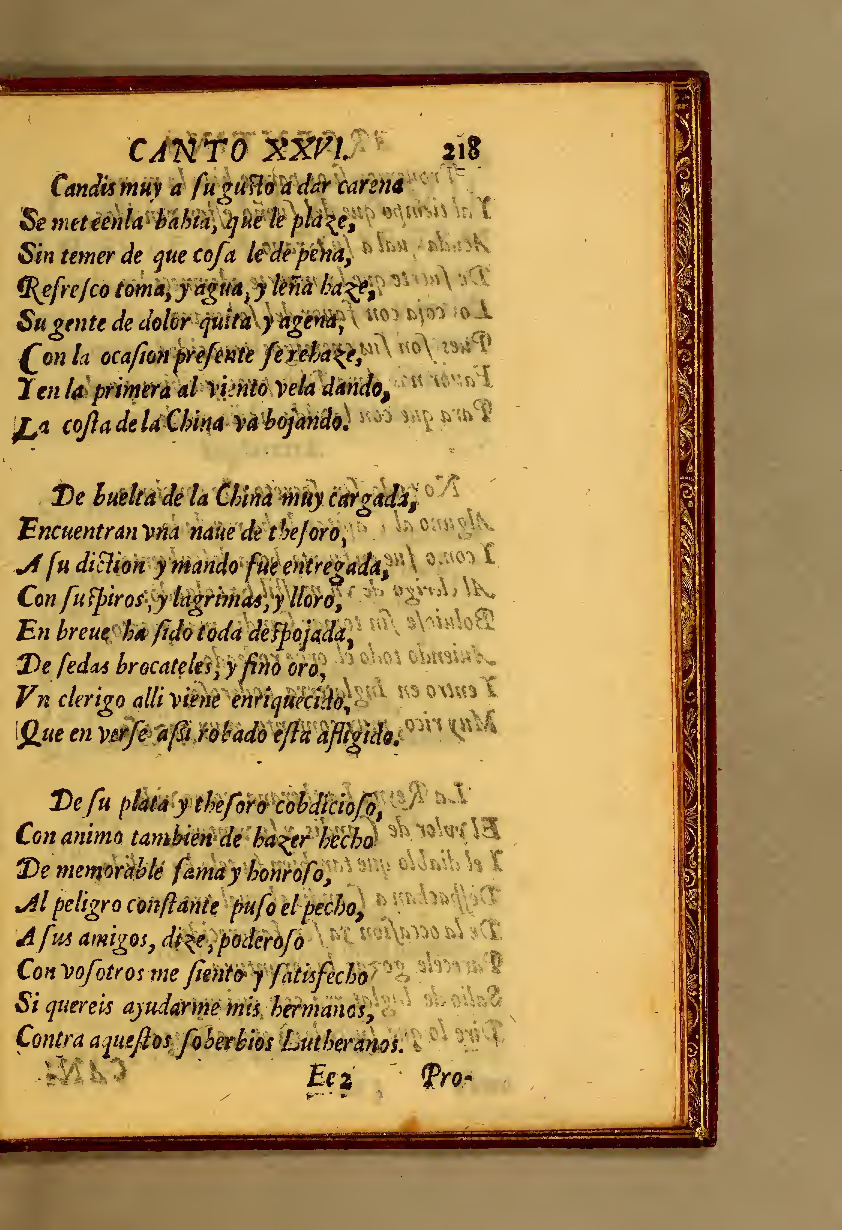 CANTO XXVI. 218
Candis muy a ſu guſto a dar carena
Se mete enla bahia, que le plaze,
Sin temer de que coſa le de pena,
Refreſco toma, y agua, y leña haze,
Su gente de dolor quita y agena,
Con la ocaſion preſente ſe rehaze,
I en la primera al viento vela dando,
La coſta de la China va bojando.
De buelta de la China muy cargada,
Encuentran vna naue de theſoro,
A ſu diction y mando fue entregada,
Con ſuſpiros, y lagrimas, y lloro,
En breue ha ſido toda deſpojada,
De ſedas brocateles, y fino oro,
Vn clerigo alli viene enriquecido,
Que en verſe aſsi robado eſta afligido.
De ſu plata y theſoro cobdicioſo,
Con animo tambien de hazer hecho
De memorable fama y honroſo,
Al peligro conſtante puſo el pecho,
A ſus amigos, dize, poderoſo
Con voſotros me ſiento y ſatisfecho
Si quereis ayudarme mis hermanos,
Contra aqueſtos ſoberbios Lutheranos.
Ee2 Pro-